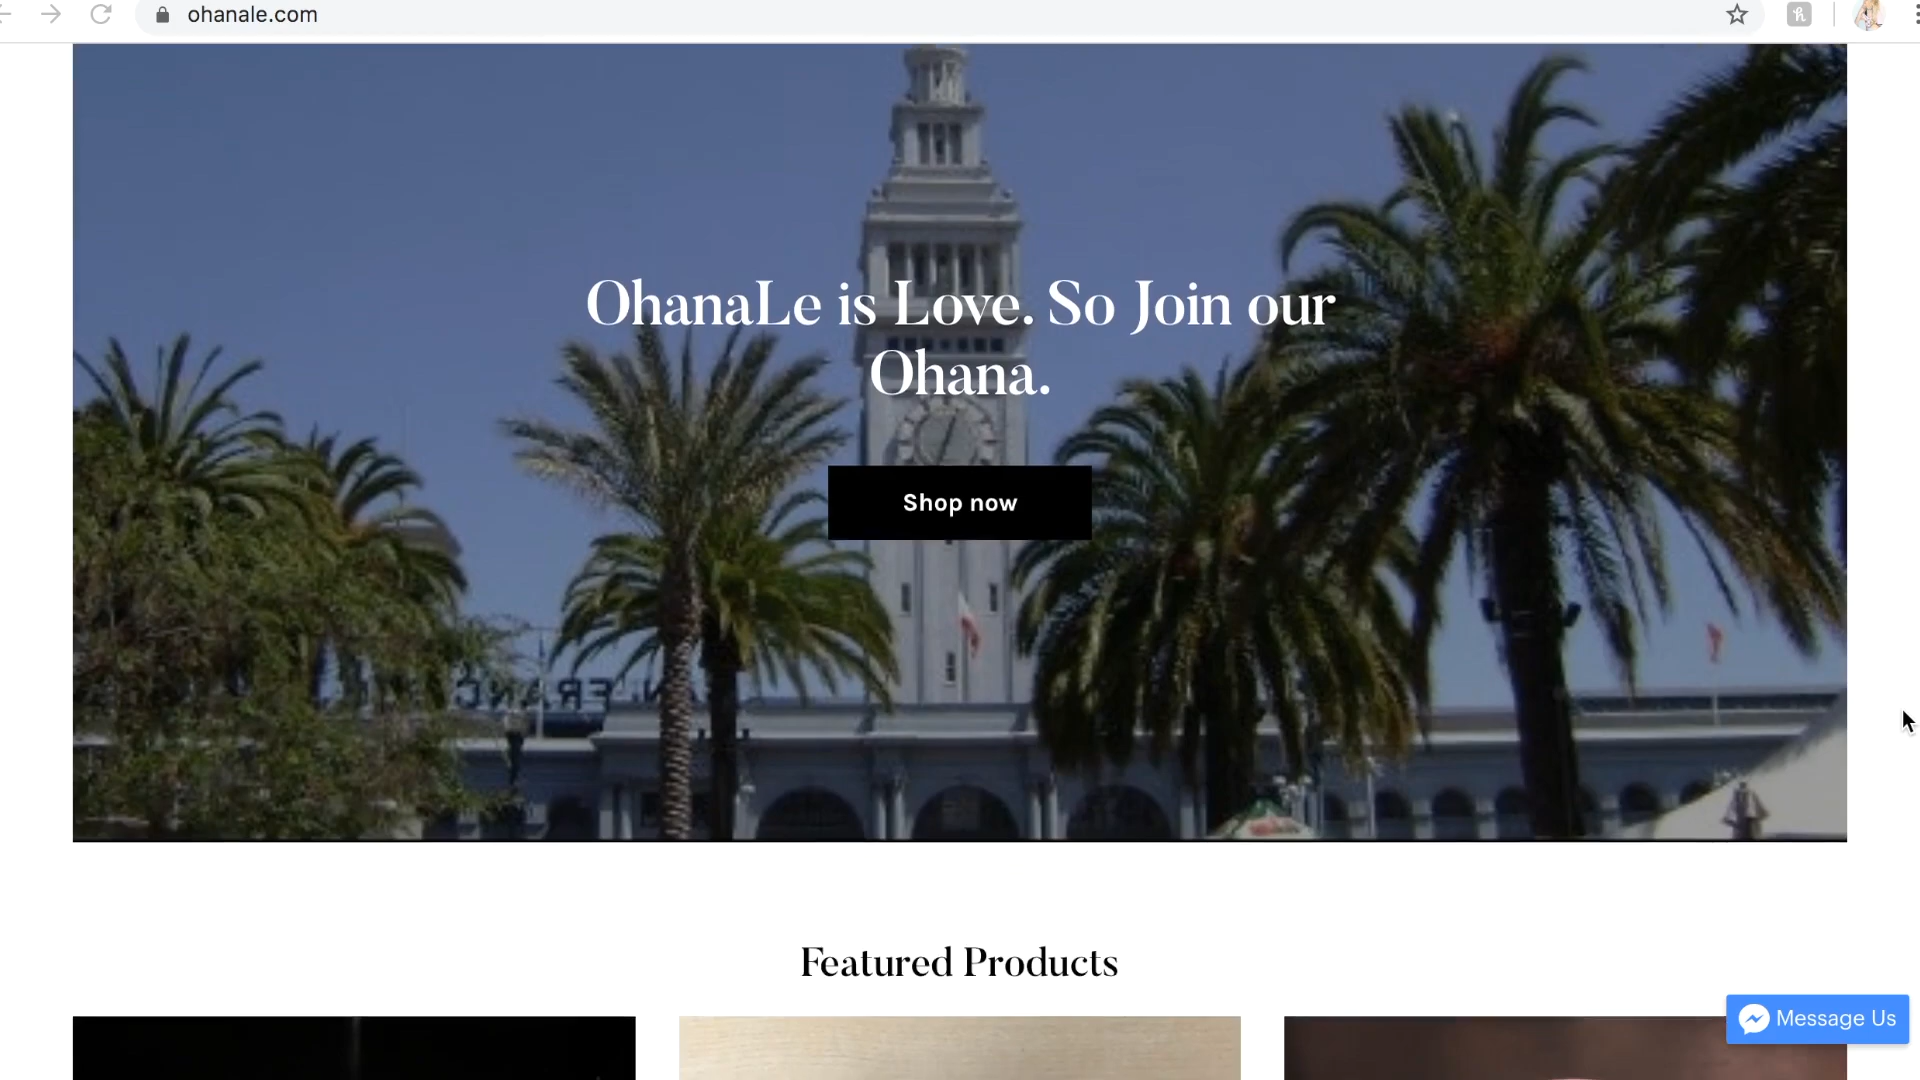 ohanale.com
OhanaLe is Love. So Join our
Ohana.
Shop now
Featured Products
Message Us